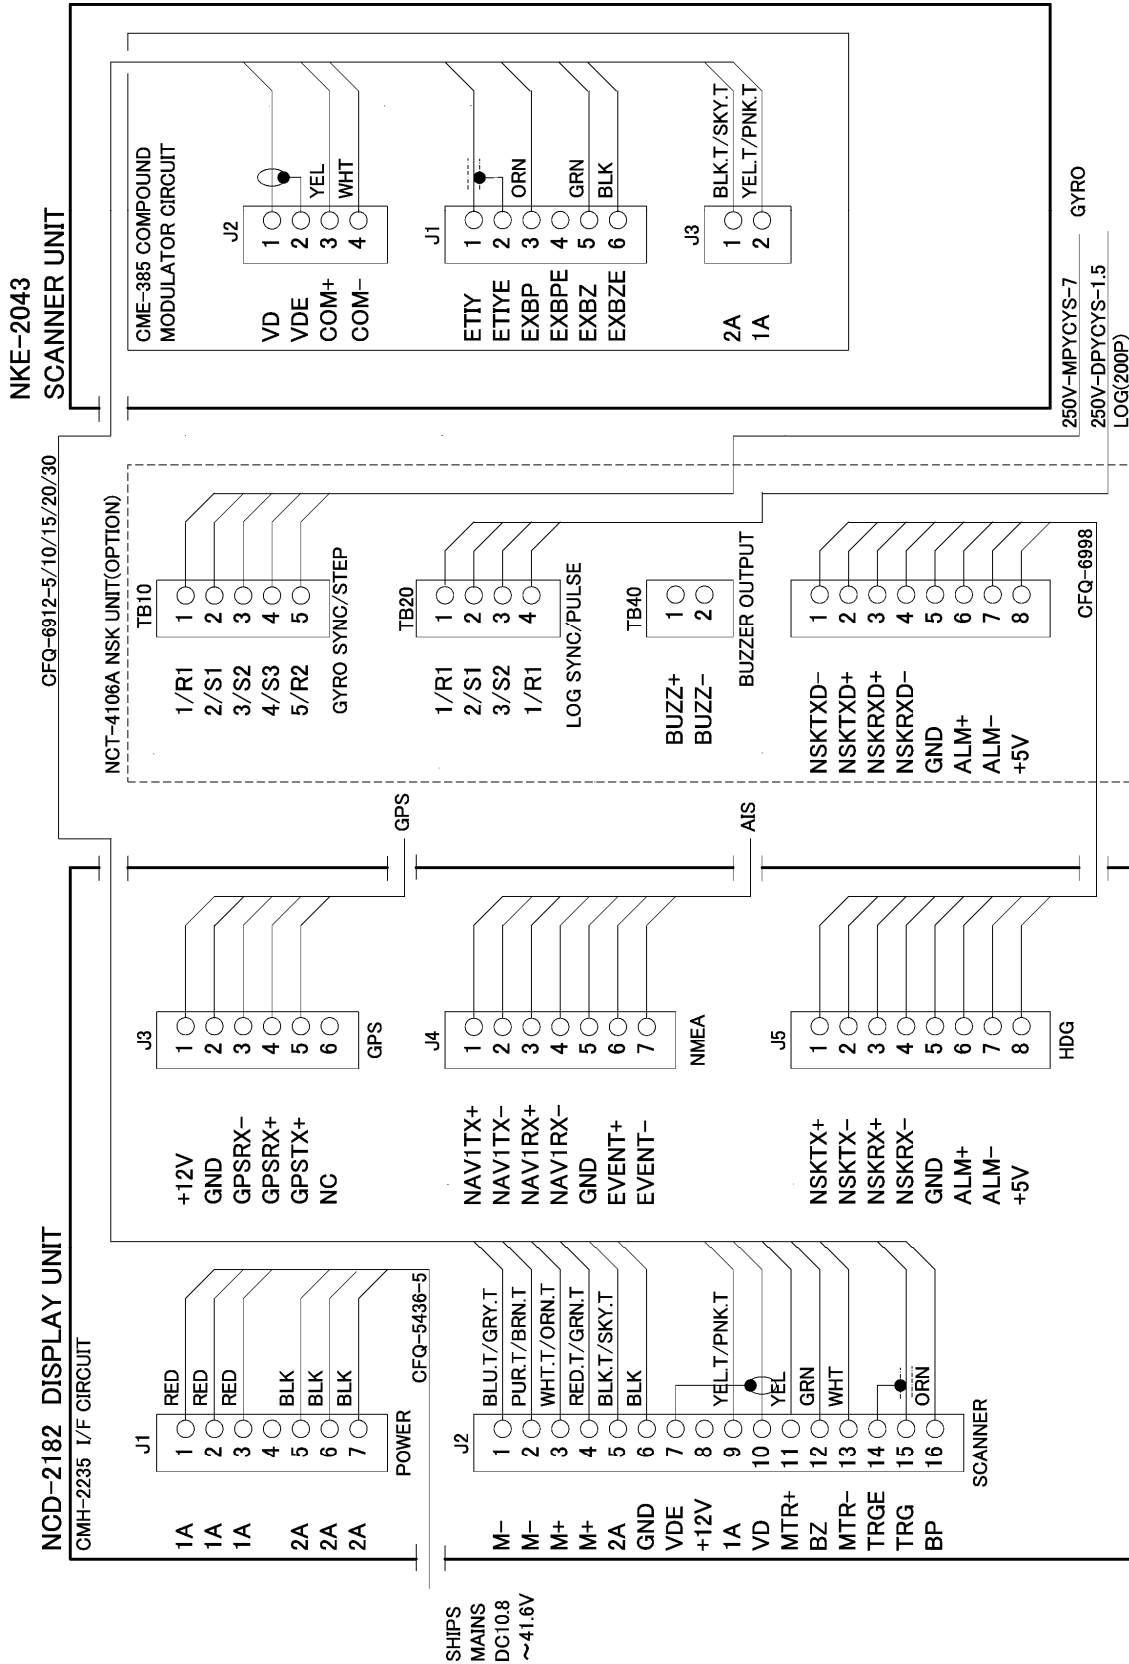 NKE-2043
SCANNER UNIT
CME-385 COMPOUND
MODULATOR CIRCUIT
J2
1
2
3
4
VD
VDE
COM+
COM-
YEL
WHT
J1
1
2
3
4
5
6
ETIY
ETIYE
EXBP
EXBPE
EXBZ
EXBZE
ORN
GRN
BLK
J3
1
2
2A
1A
BLK.T/SKY.T
YEL.T/PNK.T
CFQ-6912-5/10/15/20/30
NCT-4106A NSK UNIT(OPTION)
TB10
1
2
3
4
5
1/R1
2/S1
3/S2
4/S3
5/R2
GYRO SYNC/STEP
TB20
1
2
3
4
1/R1
2/S1
3/S2
1/R1
LOG SYNC/PULSE
TB40
1
2
BUZZ+
BUZZ-
BUZZER OUTPUT
1
2
3
4
5
6
7
8
NSKTXD-
NSKTXD+
NSKRXD+
NSKRXD-
GND
ALM+
ALM-
+5V
CFQ-6998
250V-MPYCYS-7
GYRO
250V-DPYCYS-1.5
LOG(200P)
NCD-2182 DISPLAY UNIT
CMH-2235 I/F CIRCUIT
J3
1
2
3
4
5
6
+12V
GND
GPSRX-
GPSRX+
GPSTX+
NC
GPS
GPS
J4
1
2
3
4
5
6
7
NAV1TX+
NAV1TX-
NAV1RX+
NAV1RX-
GND
EVENT+
EVENT-
NMEA
AIS
J5
1
2
3
4
5
6
7
8
NSKTX+
NSKTX-
NSKRX+
NSKRX-
GND
ALM+
ALM-
+5V
HDG
J1
1
2
3
4
5
6
7
1A
1A
1A
2A
2A
2A
RED
RED
RED
BLK
BLK
BLK
POWER
CFQ-5436-5
SHIPS
MAINS
DC10.8
~41.6V
J2
1
2
3
4
5
6
7
8
9
10
11
12
13
14
15
16
M-
M-
M+
M+
2A
GND
VDE
+12V
1A
VD
MTR+
BZ
MTR-
TRGE
TRG
BP
BLU.T/GRY.T
PUR.T/BRN.T
WHT.T/ORN.T
RED.T/GRN.T
BLK.T/SKY.T
BLK
YEL.T/PNK.T
YEL
GRN
WHT
ORN
SCANNER